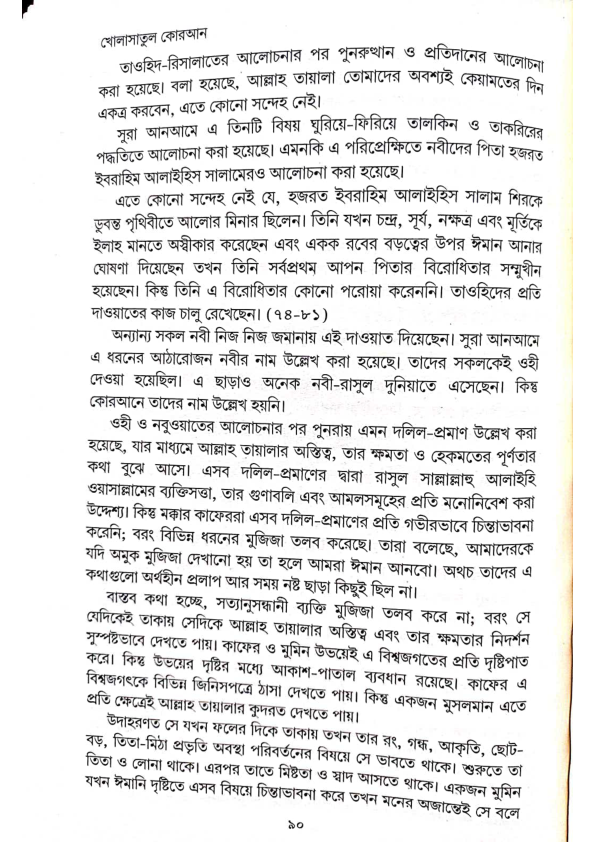 খোলাসাতুল কোরআন
তাওহিদ-রিসালাতের আলোচনার পর পুনরুত্থান ও প্রতিদানের আলোচনা
করা হয়েছে। বলা হয়েছে, আল্লাহ তায়ালা তোমাদের অবশ্যই কেয়ামতের দিন
একত্র করবেন, এতে কোনো সন্দেহ নেই।
সুরা আনআমে এ তিনটি বিষয় ঘুরিয়ে-ফিরিয়ে তালকিন ও তাকরিরের
পদ্ধতিতে আলোচনা করা হয়েছে। এমনকি এ পরিপ্রেক্ষিতে নবীদের পিতা হজরত
ইবরাহিম আলাইহিস সালামেরও আলোচনা করা হয়েছে।
এতে কোনো সন্দেহ নেই যে, হজরত ইবরাহিম আলাইহিস সালাম শিরকে
ডুবন্ত পৃথিবীতে আলোর মিনার ছিলেন। তিনি যখন চন্দ্র, সূর্য, নক্ষত্র এবং মূর্তিকে
ইলাহ মানতে অস্বীকার করেছেন এবং একক রবের বড়ত্বের উপর ঈমান আনার
ঘোষণা দিয়েছেন তখন তিনি সর্বপ্রথম আপন পিতার বিরোধিতার সম্মুখীন
হয়েছেন। কিন্তু তিনি এ বিরোধিতার কোনো পরোয়া করেননি। তাওহিদের প্রতি
দাওয়াতের কাজ চালু রেখেছেন। (৭৪-৮১)
অন্যান্য সকল নবী নিজ নিজ জমানায় এই দাওয়াত দিয়েছেন। সুরা আনআমে
এ ধরনের আঠারোজন নবীর নাম উল্লেখ করা হয়েছে। তাদের সকলকেই ওহী
দেওয়া হয়েছিল। এ ছাড়াও অনেক নবী-রাসুল দুনিয়াতে এসেছেন। কিন্তু
কোরআনে তাদের নাম উল্লেখ হয়নি।
ওহী ও নবুওয়াতের আলোচনার পর পুনরায় এমন দলিল-প্রমাণ উল্লেখ করা
হয়েছে, যার মাধ্যমে আল্লাহ তায়ালার অস্তিত্ব, তার ক্ষমতা ও হেকমতের পূর্ণতার
কথা বুঝে আসে। এসব দলিল-প্রমাণের দ্বারা রাসুল সাল্লাল্লাহু আলাইহি
ওয়াসাল্লামের ব্যক্তিসত্তা, তার গুণাবলি এবং আমলসমূহের প্রতি মনোনিবেশ করা
উদ্দেশ্য। কিন্তু মক্কার কাফেররা এসব দলিল-প্রমাণের প্রতি গভীরভাবে চিন্তাভাবনা
করেনি; বরং বিভিন্ন ধরনের মুজিজা তলব করেছে। তারা বলেছে, আমাদেরকে
যদি অমুক মুজিজা দেখানো হয় তা হলে আমরা ঈমান আনবো। অথচ তাদের এ
কথাগুলো অর্থহীন প্রলাপ আর সময় নষ্ট ছাড়া কিছুই ছিল না।
বাস্তব কথা হচ্ছে, সত্যানুসন্ধানী ব্যক্তি মুজিজা তলব করে না; বরং সে
যেদিকেই তাকায় সেদিকে আল্লাহ তায়ালার অস্তিত্ব এবং তার ক্ষমতার নিদর্শন
সুস্পষ্টভাবে দেখতে পায়। কাফের ও মুমিন উভয়েই এ বিশ্বজগতের প্রতি দৃষ্টিপাত
করে। কিন্তু উভয়ের দৃষ্টির মধ্যে আকাশ-পাতাল ব্যবধান রয়েছে। কাফের এ
বিশ্বজগৎকে বিভিন্ন জিনিসপত্রে ঠাসা দেখতে পায়। কিন্তু একজন মুসলমান এতে
প্রতি ক্ষেত্রেই আল্লাহ তায়ালার কুদরত দেখতে পায়।
উদাহরণত সে যখন ফলের দিকে তাকায় তখন তার রং, গন্ধ, আকৃতি, ছোট-
বড়, তিতা-মিঠা প্রভৃতি অবস্থা পরিবর্তনের বিষয়ে সে ভাবতে থাকে। শুরুতে তা
তিতা ও লোনা থাকে। এরপর তাতে মিষ্টতা ও স্বাদ আসতে থাকে। একজন মুমিন
যখন ঈমানি দৃষ্টিতে এসব বিষয়ে চিন্তাভাবনা করে তখন মনের অজান্তেই সে বলে
৯০